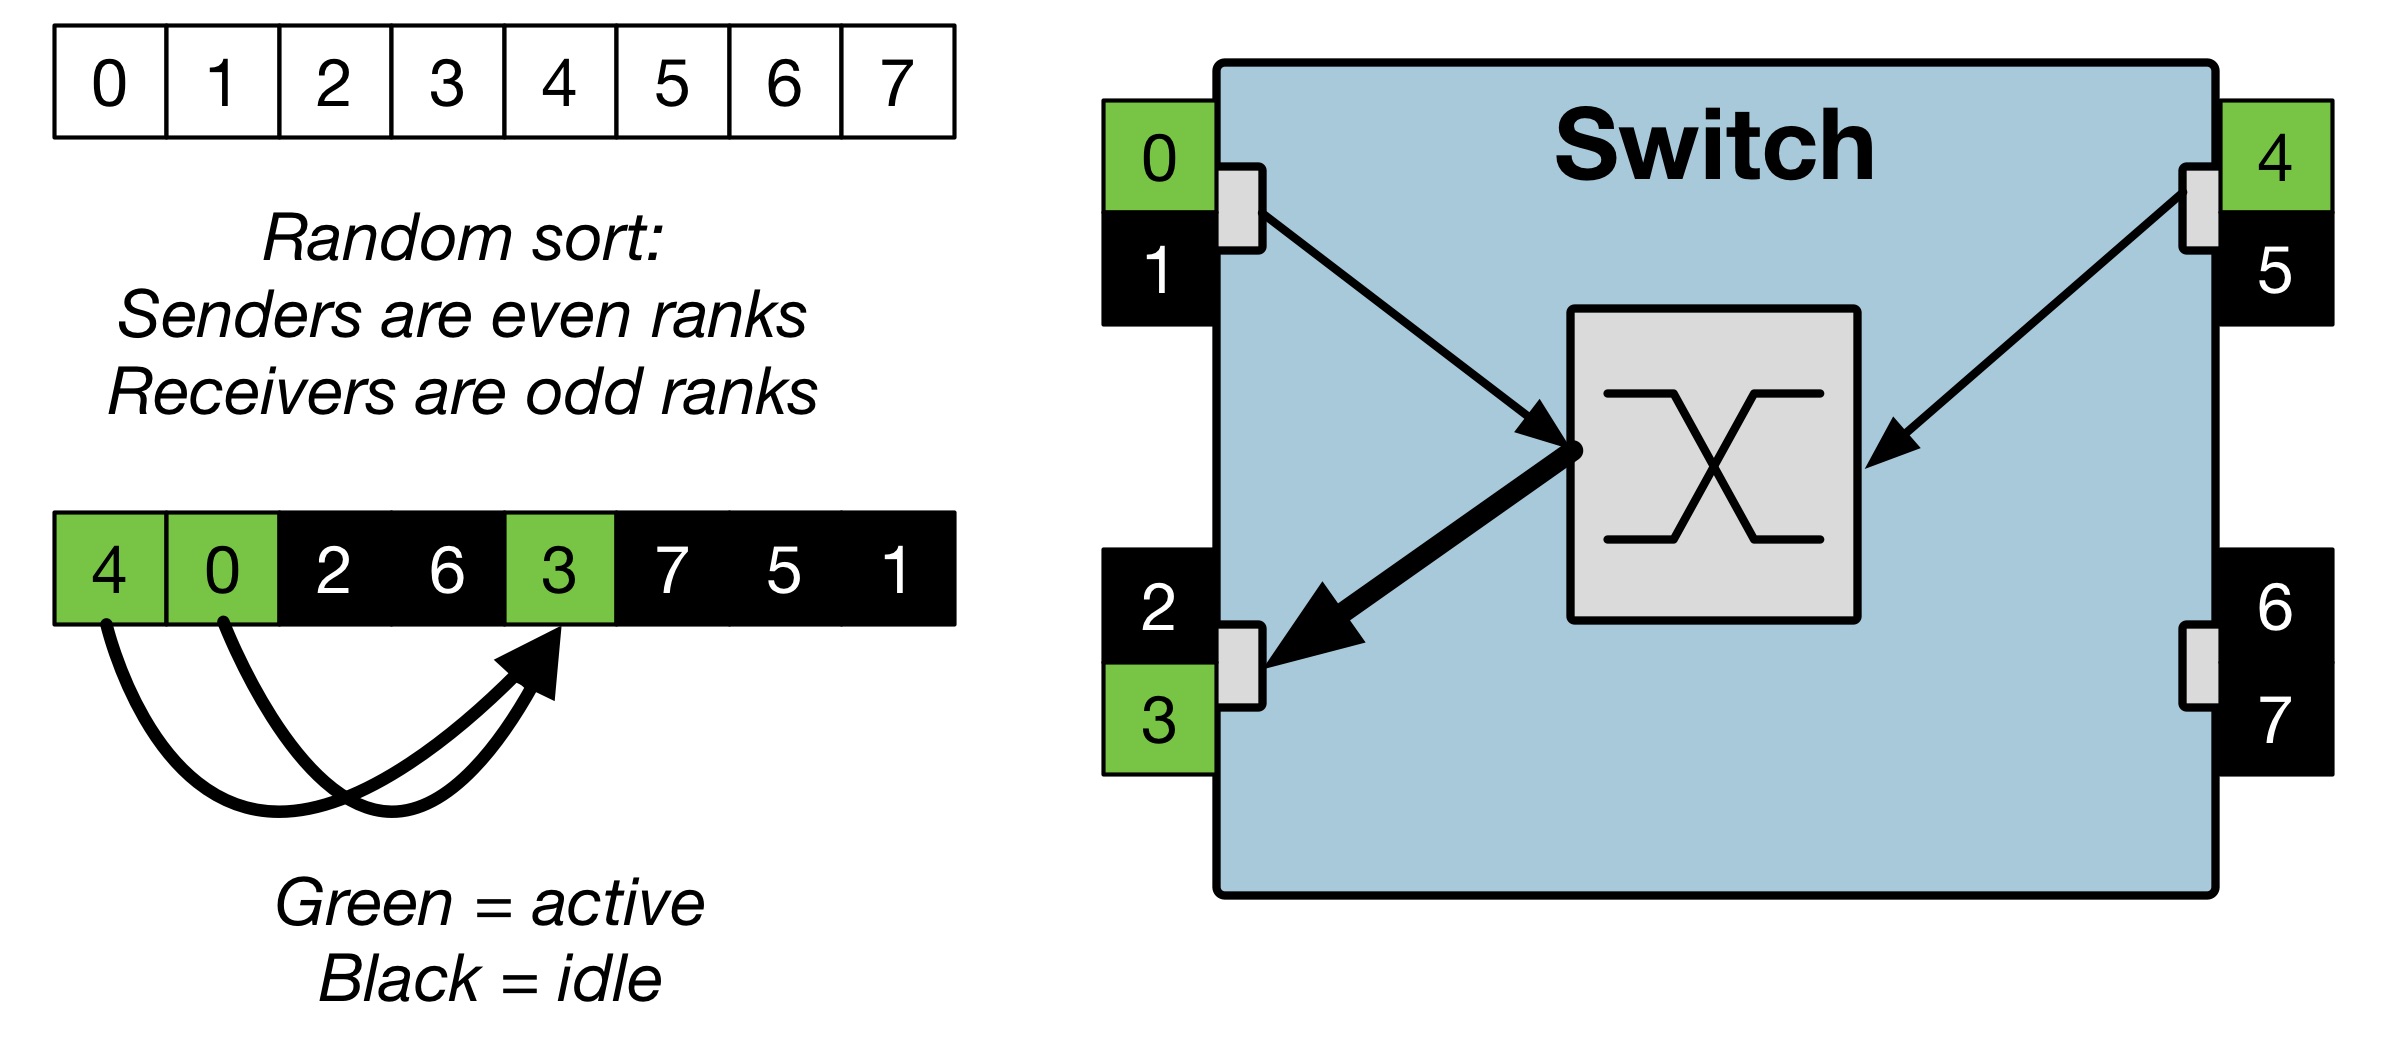 0 1 2 3 4 5 6 7
Random sort:
Senders are even ranks
Receivers are odd ranks
4 0 2 6 3 7 5 1
Green = active
Black = idle
Switch
0
1
2
3
4
5
6
7